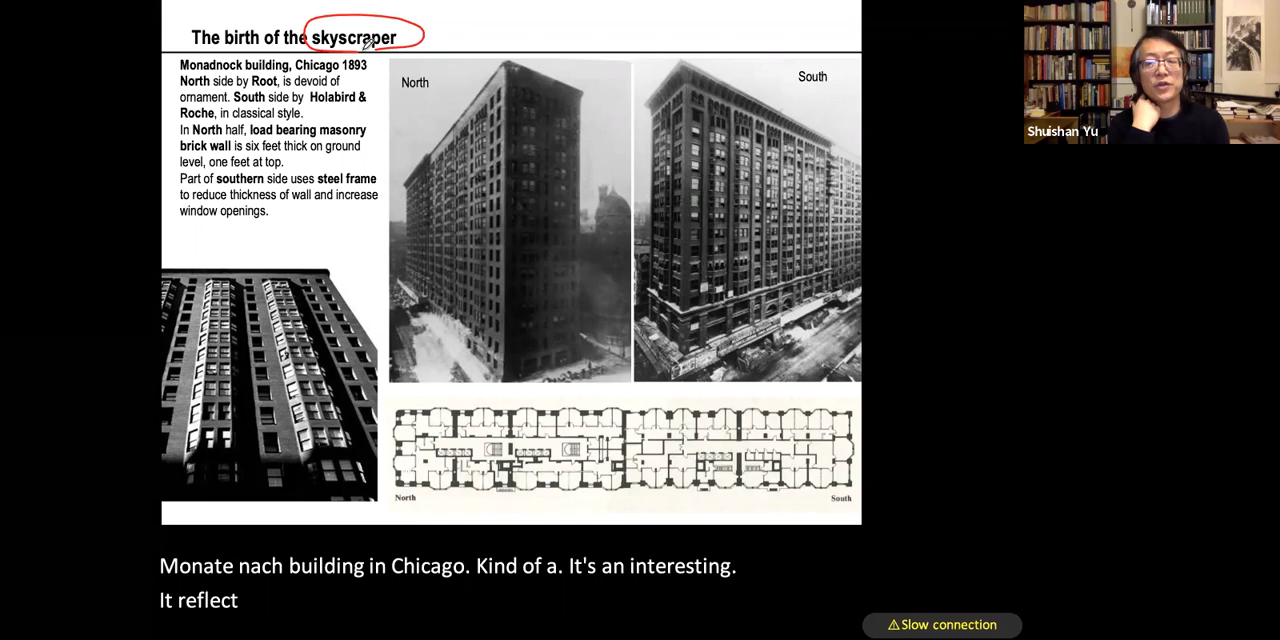 The birth of the skyscraper
Monadnock building, Chicago 1893
North side by Root, is devoid of
ornament. South side by Holabird &
Roche, in classical style.
In North half, load bearing masonry
brick wall is six feet thick on ground
level, one feet at top.
Part of southern side uses steel frame
to reduce thickness of wall and increase
window openings.
North
South
North
South
Shuishan Yu
Monate nach building in Chicago. Kind of a. It's an interesting.
It reflect
⚠Slow connection